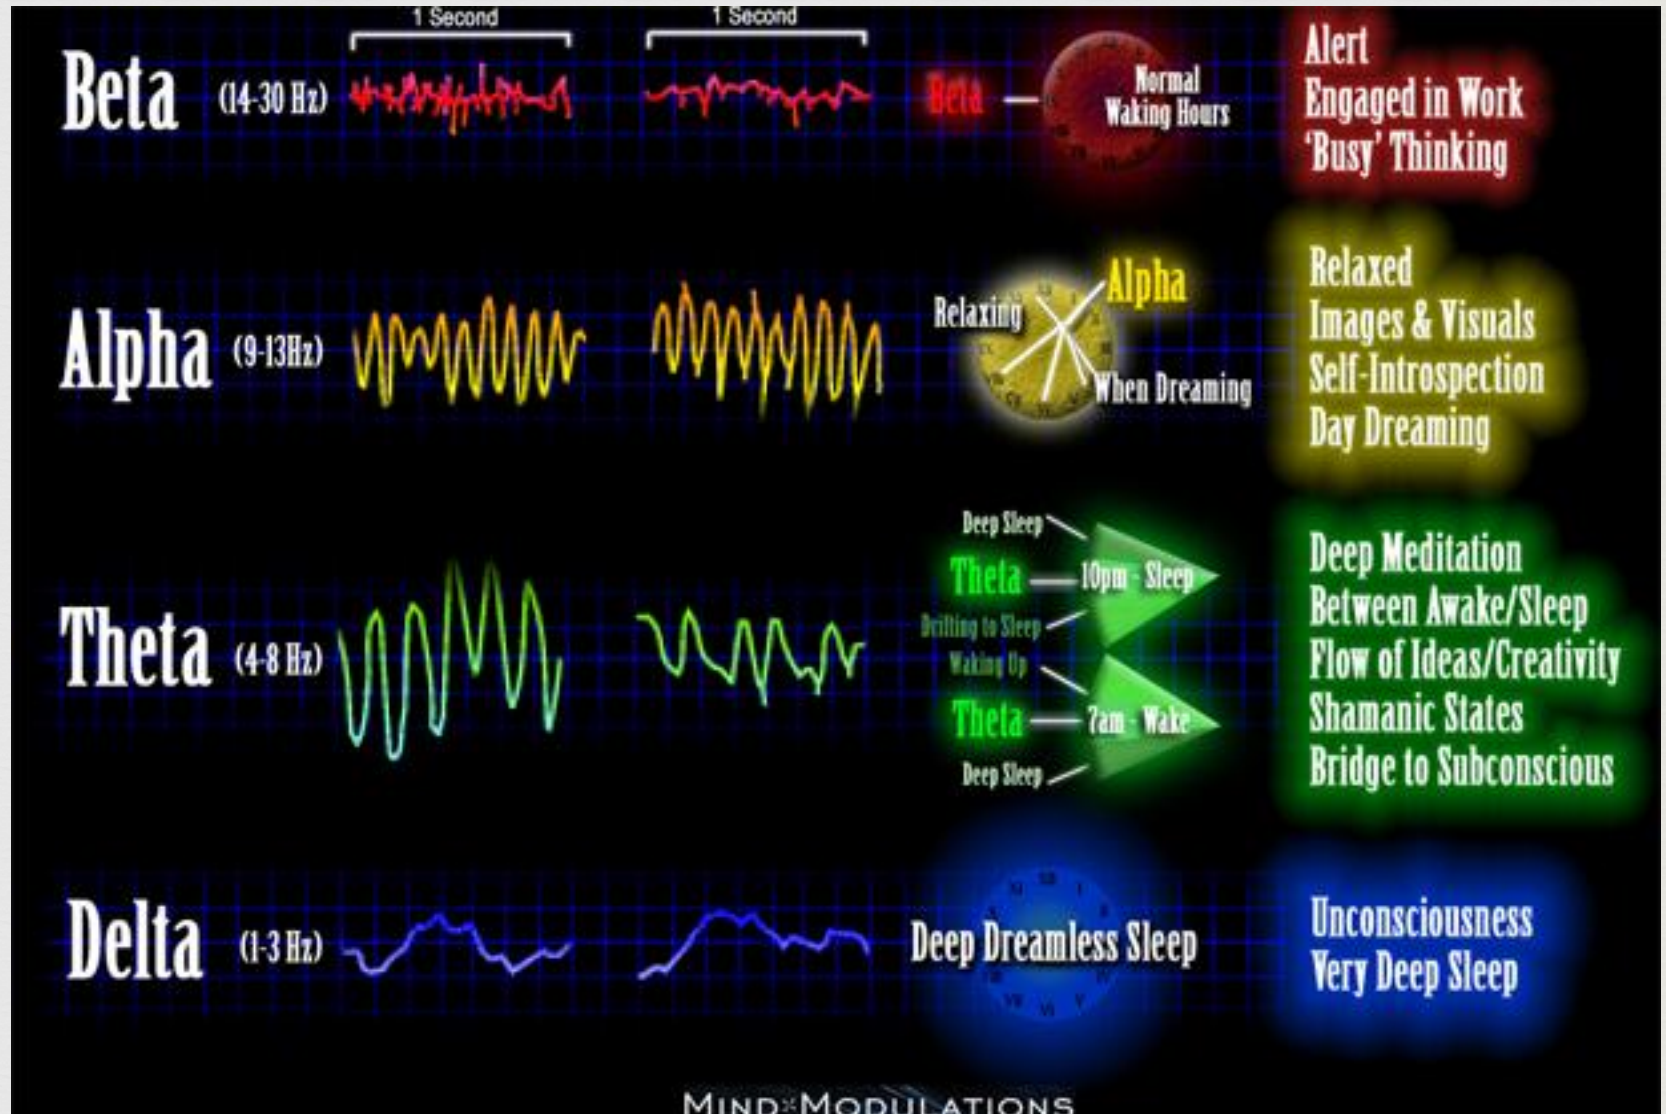 1 Second
1 Second
Beta
(14-30 Hz)
Beta
Normal
Waking Hours
Alert
Engaged in Work
‘Busy’ Thinking
Alpha
(9-13Hz)
Relaxing
Alpha
When Dreaming
Relaxed
Images & Visuals
Self-Introspection
Day Dreaming
Theta
(4-8 Hz)
Deep Sleep
Theta
10pm - Sleep
Drifting to Sleep
Waking Up
Theta
7am - Wake
Deep Sleep
Deep Meditation
Between Awake/Sleep
Flow of Ideas/Creativity
Shamanic States
Bridge to Subconscious
Delta
(1-3 Hz)
Deep Dreamless Sleep
Unconsciousness
Very Deep Sleep
MIND MODULATIONS